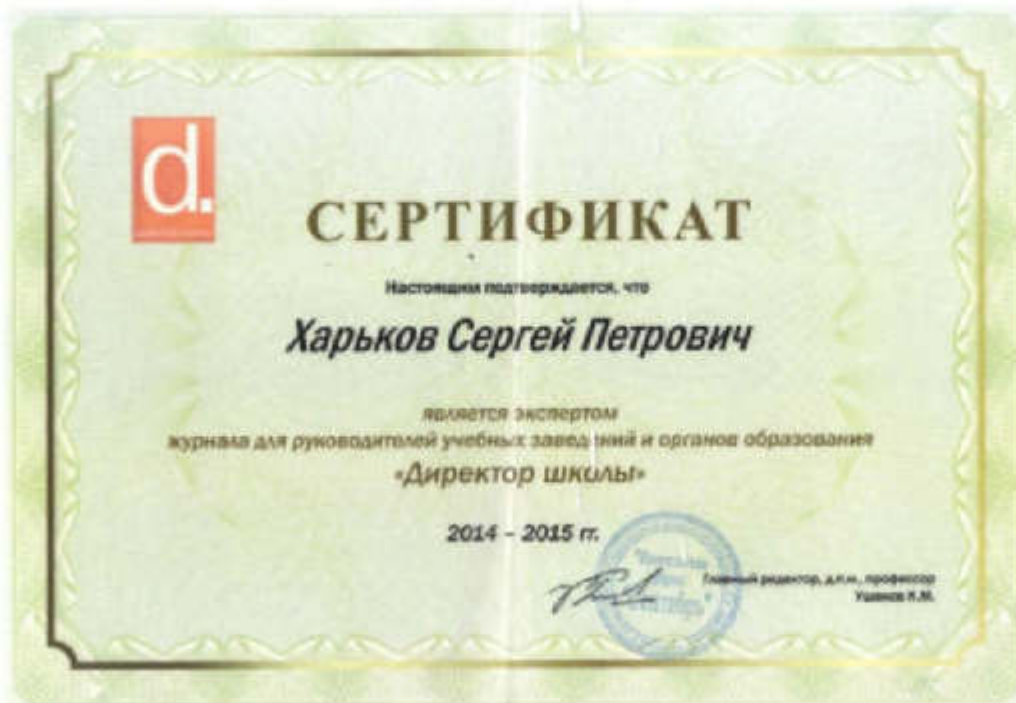 d.
СЕРТИФИКАТ
Настоящим подтверждается, что
Харьков Сергей Петрович
является экспертом
журнала для руководителей учебных заведений и органов образования
«Директор школы»
2014 – 2015 гг.
Главный редактор, д.п.н., профессор
Ушаков К.М.